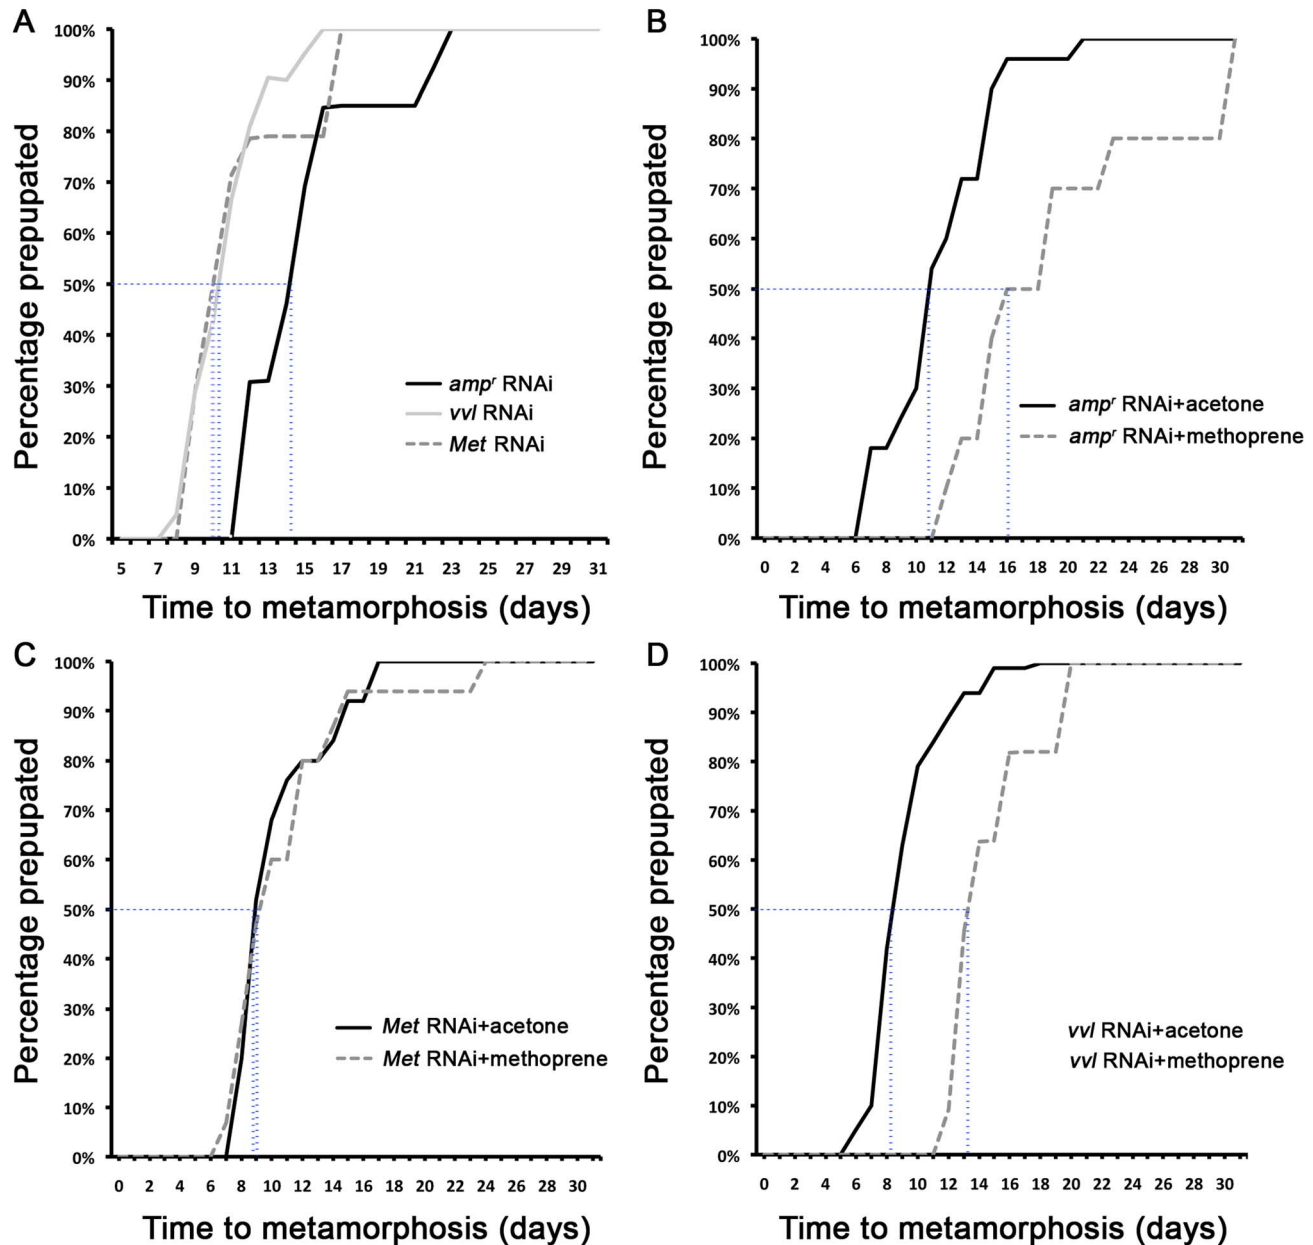 A
100%
90%
80%
70%
60%
50%
40%
30%
20%
10%
0%
Percentage prepupated
ampʳ RNAi
vvl RNAi
Met RNAi
5 7 9 11 13 15 17 19 21 23 25 27 29 31
Time to metamorphosis (days)
B
100%
90%
80%
70%
60%
50%
40%
30%
20%
10%
0%
Percentage prepupated
ampʳ RNAi+acetone
ampʳ RNAi+methoprene
0 2 4 6 8 10 12 14 16 18 20 22 24 26 28 30
Time to metamorphosis (days)
C
100%
90%
80%
70%
60%
50%
40%
30%
20%
10%
0%
Percentage prepupated
Met RNAi+acetone
Met RNAi+methoprene
0 2 4 6 8 10 12 14 16 18 20 22 24 26 28 30
Time to metamorphosis (days)
D
100%
90%
80%
70%
60%
50%
40%
30%
20%
10%
0%
Percentage prepupated
vvl RNAi+acetone
vvl RNAi+methoprene
0 2 4 6 8 10 12 14 16 18 20 22 24 26 28 30
Time to metamorphosis (days)